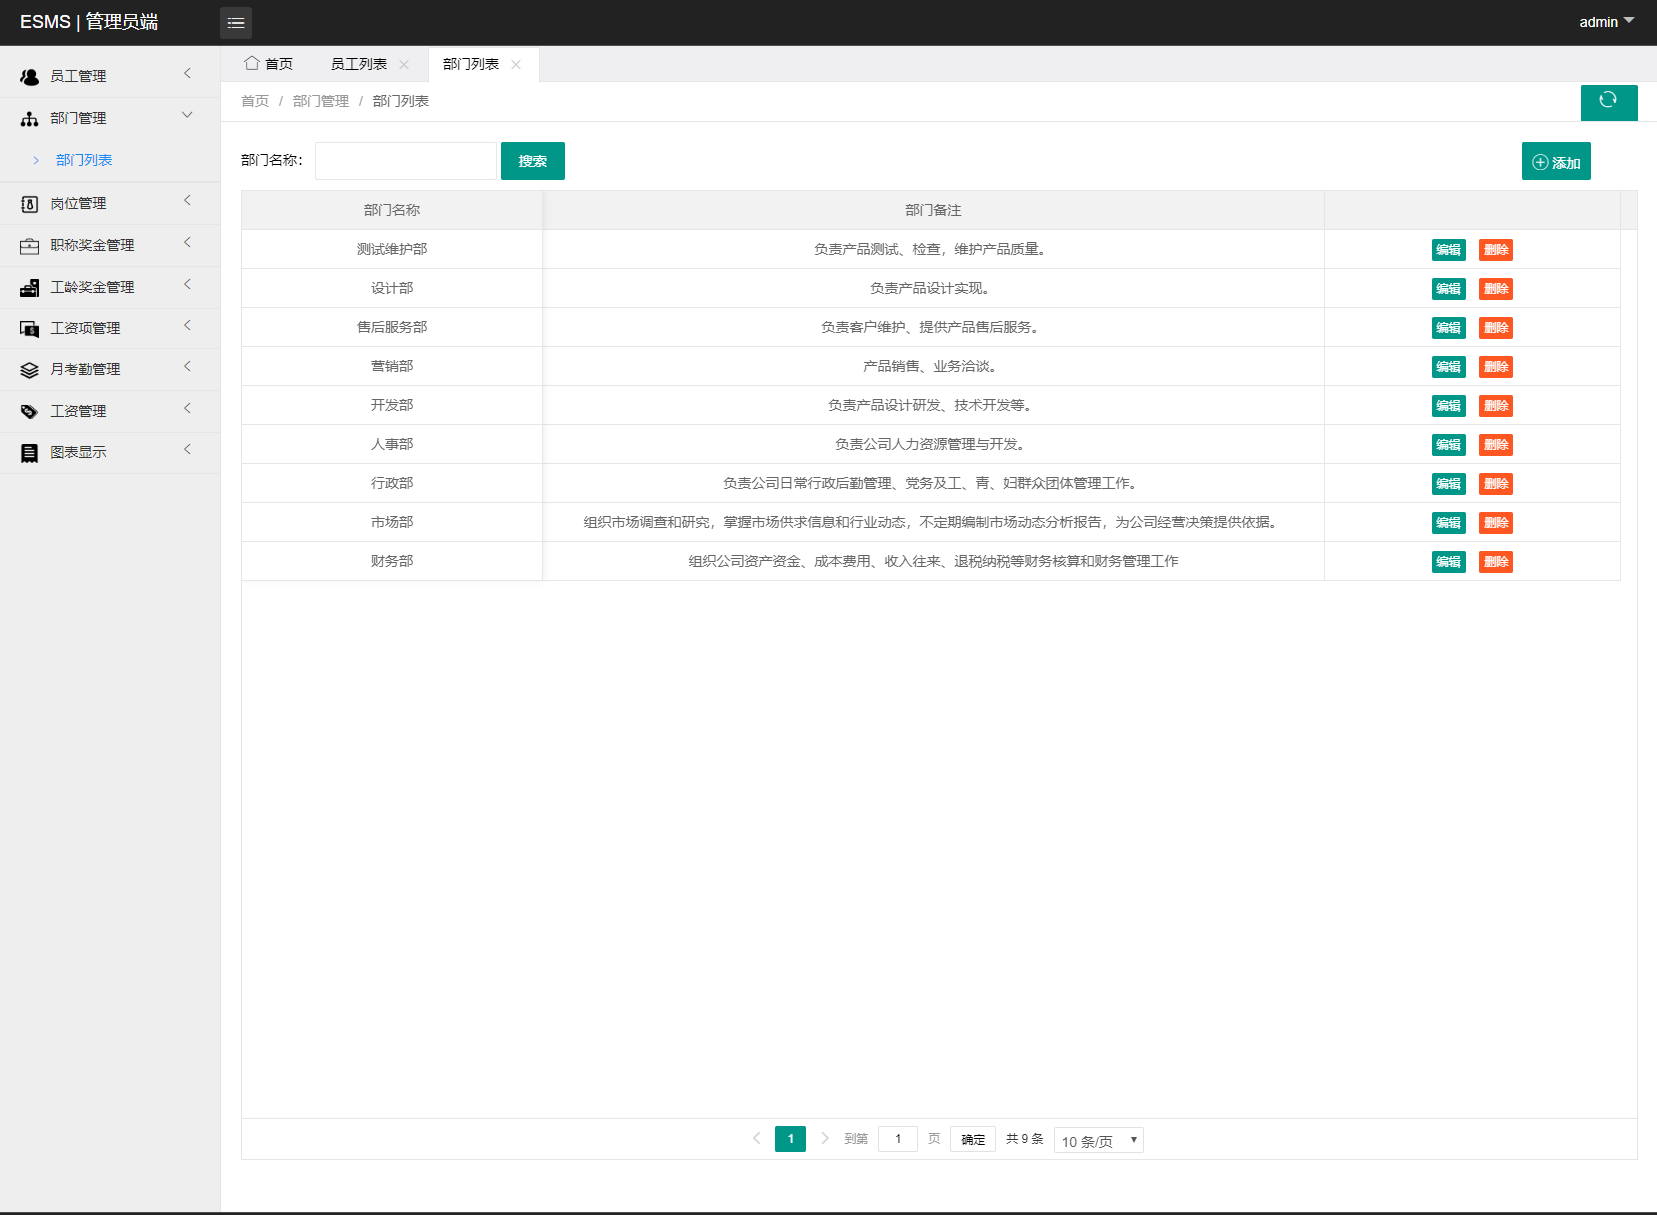 ESMS | 管理员端
admin
员工管理
部门管理
部门列表
岗位管理
职称奖金管理
工龄奖金管理
工资项管理
月考勤管理
工资管理
图表显示
首页 员工列表 部门列表
首页 / 部门管理 / 部门列表
部门名称： 搜索 添加
部门名称 部门备注
测试维护部 负责产品测试、检查，维护产品质量。 编辑 删除
设计部 负责产品设计实现。 编辑 删除
售后服务部 负责客户维护、提供产品售后服务。 编辑 删除
营销部 产品销售、业务洽谈。 编辑 删除
开发部 负责产品设计研发、技术开发等。 编辑 删除
人事部 负责公司人力资源管理与开发。 编辑 删除
行政部 负责公司日常行政后勤管理、党务及工、青、妇群众团体管理工作。 编辑 删除
市场部 组织市场调查和研究，掌握市场供求信息和行业动态，不定期编制市场动态分析报告，为公司经营决策提供依据。 编辑 删除
财务部 组织公司资产资金、成本费用、收入往来、退税纳税等财务核算和财务管理工作 编辑 删除
1 到第 1 页 确定 共 9 条 10 条/页